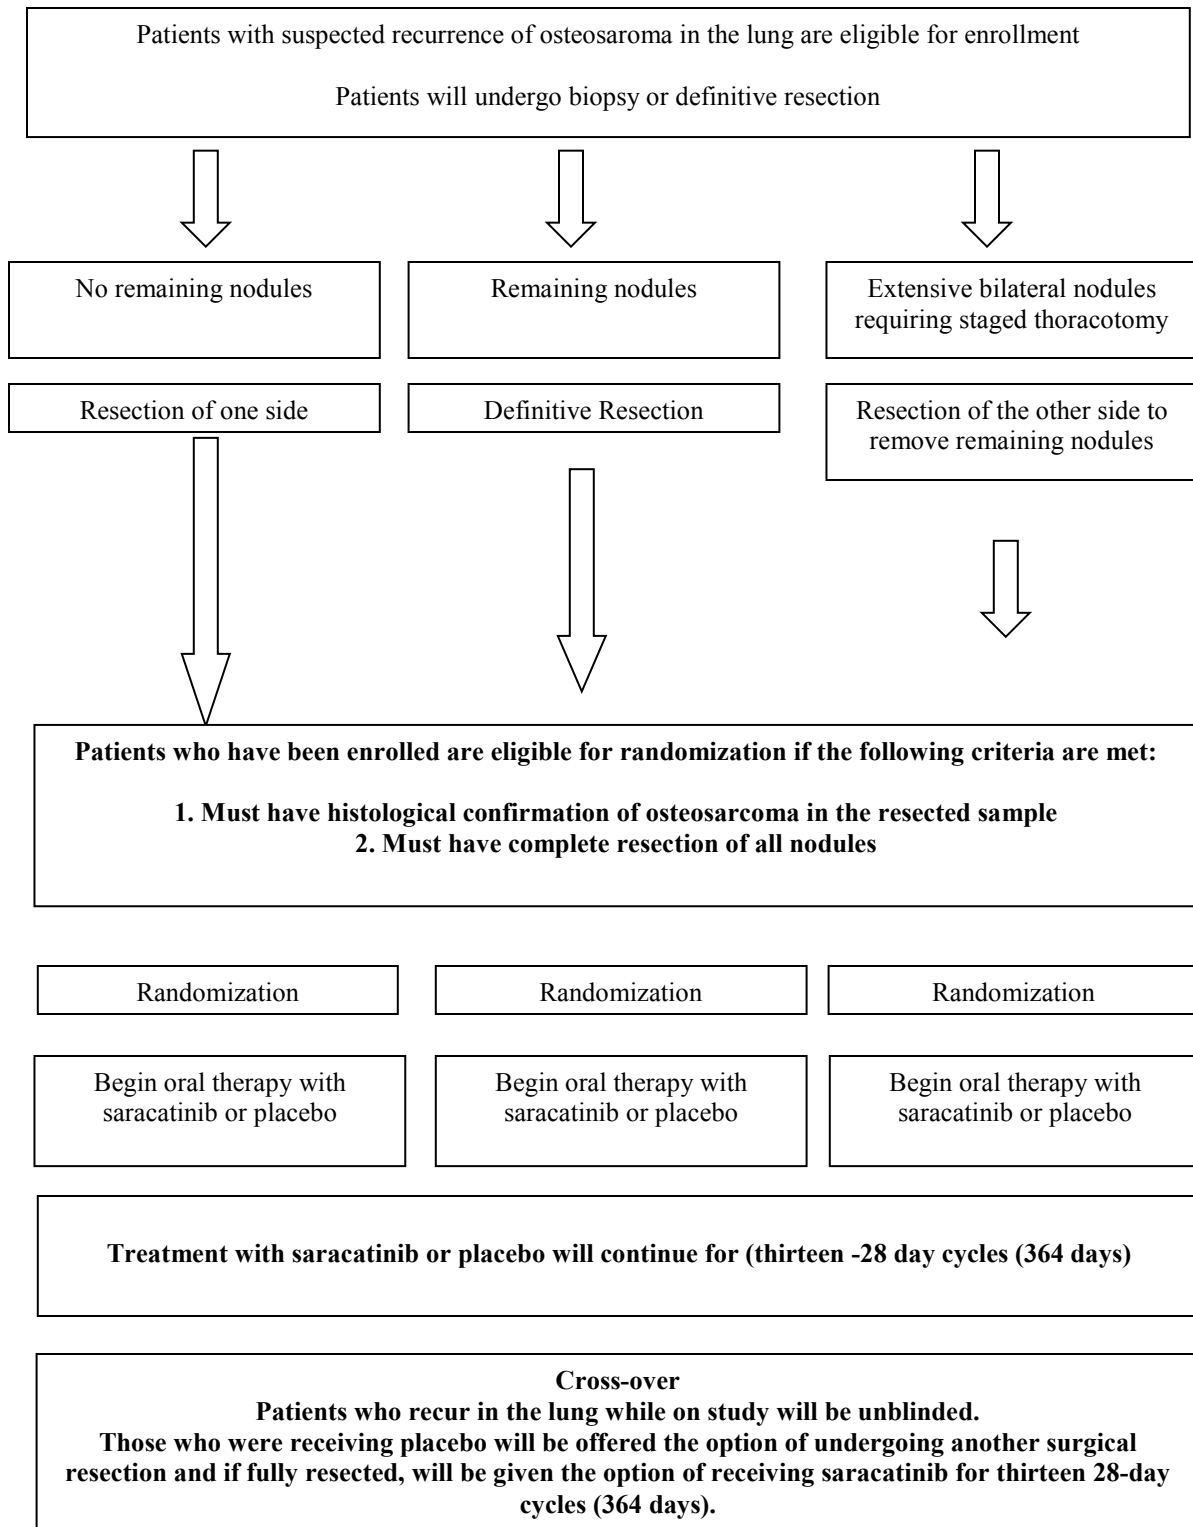 Patients with suspected recurrence of osteosaroma in the lung are eligible for enrollment
Patients will undergo biopsy or definitive resection
No remaining nodules
Remaining nodules
Extensive bilateral nodules
requiring staged thoracotomy
Resection of one side
Definitive Resection
Resection of the other side to
remove remaining nodules
Patients who have been enrolled are eligible for randomization if the following criteria are met:
1. Must have histological confirmation of osteosarcoma in the resected sample
2. Must have complete resection of all nodules
Randomization
Randomization
Randomization
Begin oral therapy with
saracatinib or placebo
Begin oral therapy with
saracatinib or placebo
Begin oral therapy with
saracatinib or placebo
Treatment with saracatinib or placebo will continue for (thirteen -28 day cycles (364 days)
Cross-over
Patients who recur in the lung while on study will be unblinded.
Those who were receiving placebo will be offered the option of undergoing another surgical
resection and if fully resected, will be given the option of receiving saracatinib for thirteen 28-day
cycles (364 days).